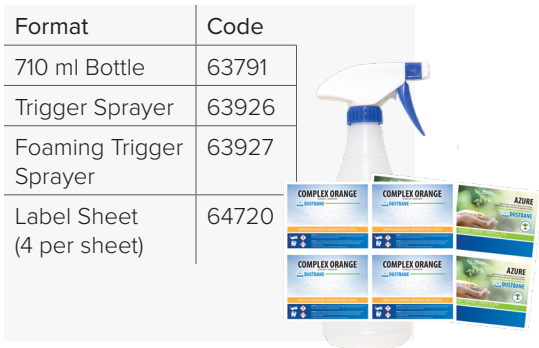 Format Code
710 ml Bottle 63791
Trigger Sprayer 63926
Foaming Trigger 63927
Sprayer
Label Sheet 64720
(4 per sheet)
COMPLEX ORANGE
DUSTBANE
COMPLEX ORANGE
DUSTBANE
AZURE
DUSTBANE
COMPLEX ORANGE
DUSTBANE
COMPLEX ORANGE
DUSTBANE
AZURE
DUSTBANE